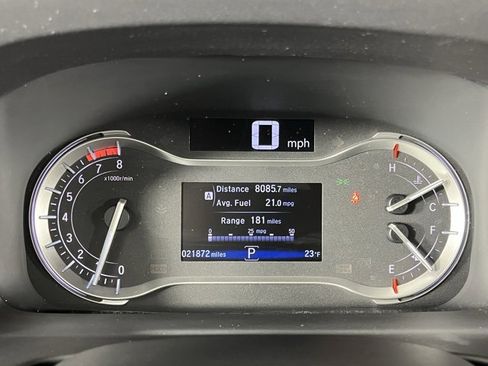 0 mph
8
7
x1000r/min
6
5
4
3
2
1
0
A Distance 8085.7 miles
Avg. Fuel 21.0 mpg
Range 181 miles
mpg
0 25 50
021872 miles P 23°F
H
C
F
E